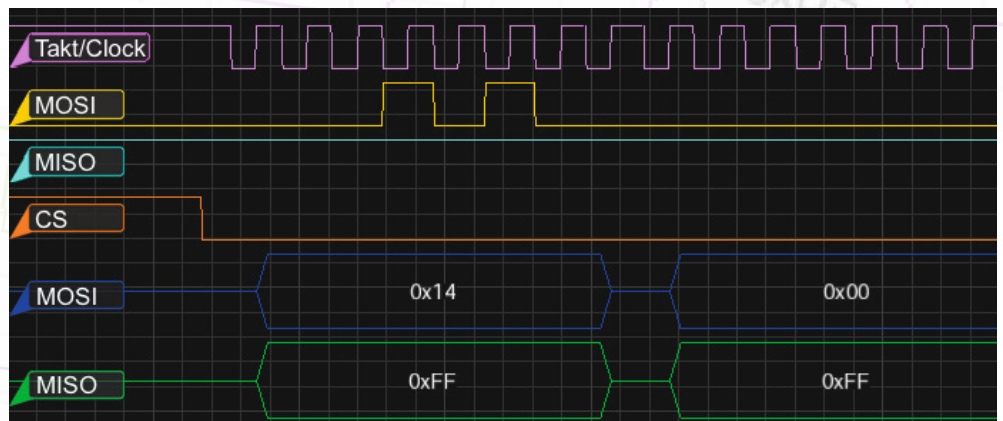 Takt/Clock
MOSI
MISO
CS
MOSI
0x14
0x00
MISO
0xFF
0xFF